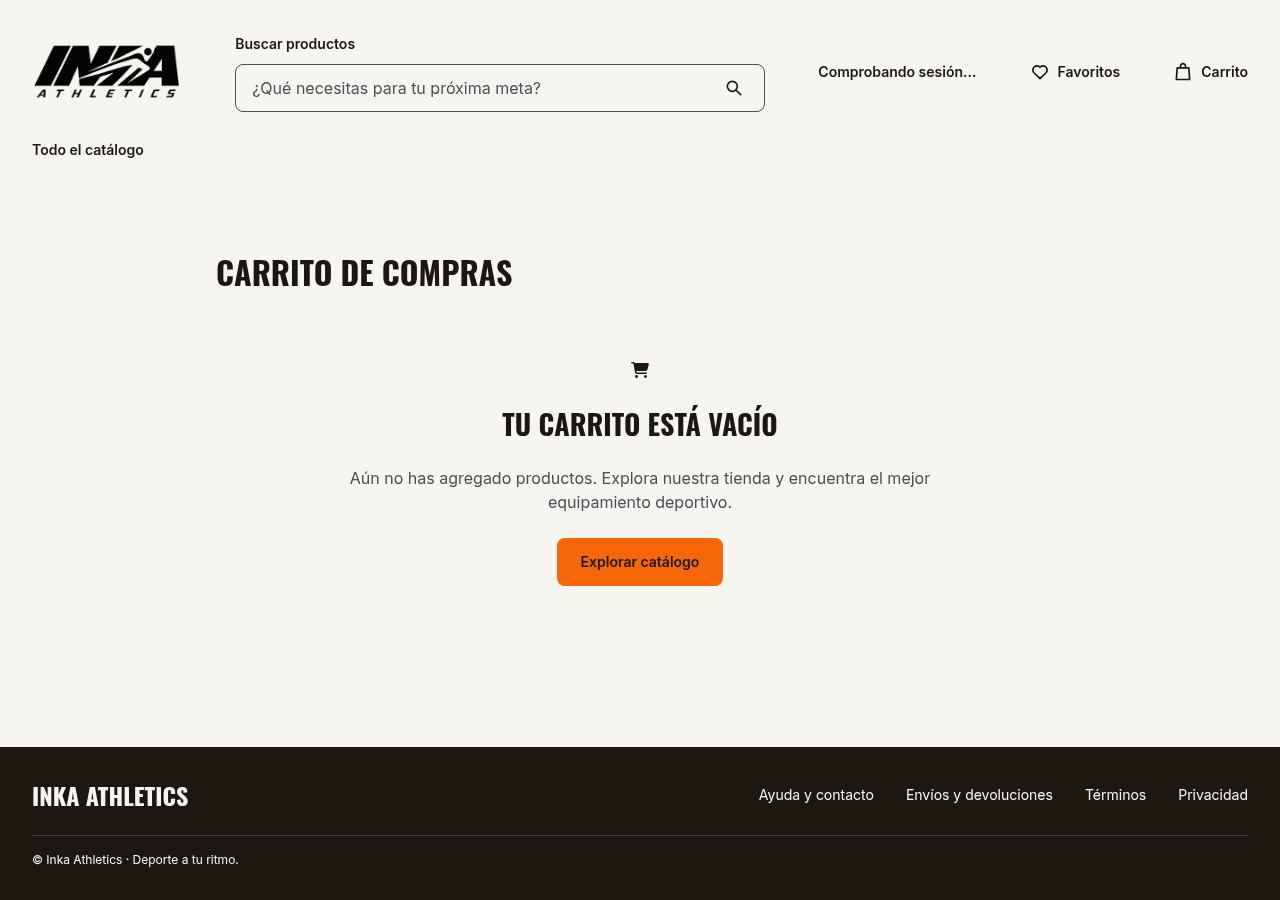 INKA
ATHLETICS
Buscar productos
¿Qué necesitas para tu próxima meta?
Comprobando sesión…
Favoritos
Carrito
Todo el catálogo
CARRITO DE COMPRAS
TU CARRITO ESTÁ VACÍO
Aún no has agregado productos. Explora nuestra tienda y encuentra el mejor
equipamiento deportivo.
Explorar catálogo
INKA ATHLETICS
Ayuda y contacto
Envíos y devoluciones
Términos
Privacidad
© Inka Athletics · Deporte a tu ritmo.